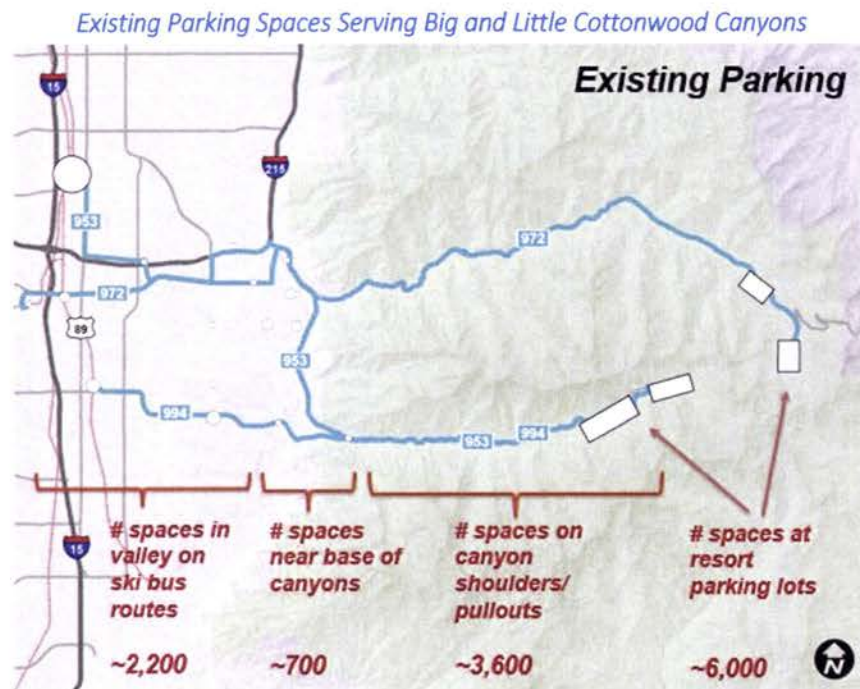 Existing Parking Spaces Serving Big and Little Cottonwood Canyons
Existing Parking
15
215
953
972
972
89
953
994
953
994
# spaces in
valley on
ski bus
routes
~2,200
# spaces
near base of
canyons
~700
# spaces on
canyon
shoulders/
pullouts
~3,600
# spaces at
resort
parking lots
~6,000
15
N